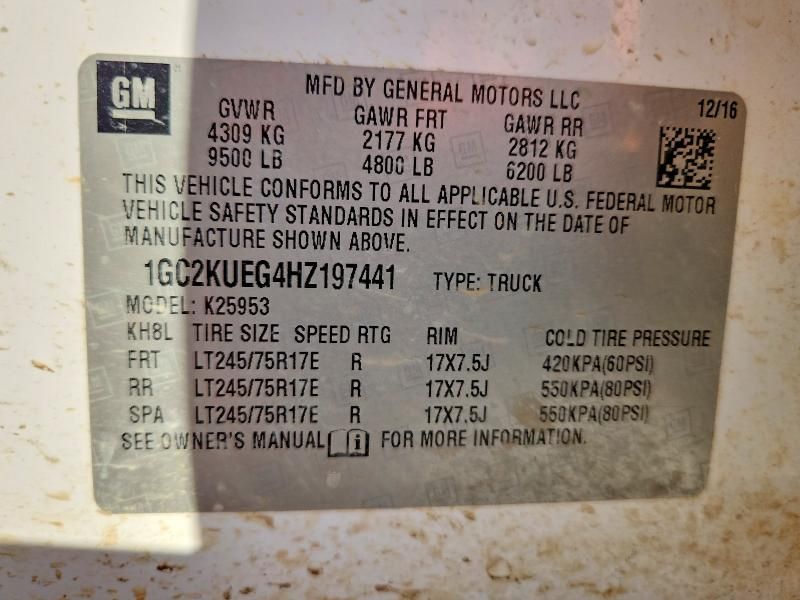 GM
MFD BY GENERAL MOTORS LLC 12/16
GVWR GAWR FRT GAWR RR
4309 KG 2177 KG 2812 KG
9500 LB 4800 LB 6200 LB
THIS VEHICLE CONFORMS TO ALL APPLICABLE U.S. FEDERAL MOTOR
VEHICLE SAFETY STANDARDS IN EFFECT ON THE DATE OF
MANUFACTURE SHOWN ABOVE.
1GC2KUEG4HZ197441 TYPE: TRUCK
MODEL: K25953
KH8L TIRE SIZE SPEED RTG RIM COLD TIRE PRESSURE
FRT LT245/75R17E R 17X7.5J 420KPA(60PSI)
RR LT245/75R17E R 17X7.5J 550KPA(80PSI)
SPA LT245/75R17E R 17X7.5J 550KPA(80PSI)
SEE OWNER'S MANUAL FOR MORE INFORMATION.